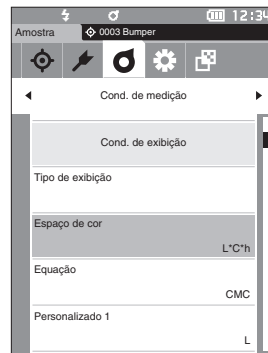 12:34
Amostra
0003 Bumper
Cond. de medição
Cond. de exibição
Tipo de exibição
Espaço de cor
L*C*h
Equação
CMC
Personalizado 1
L